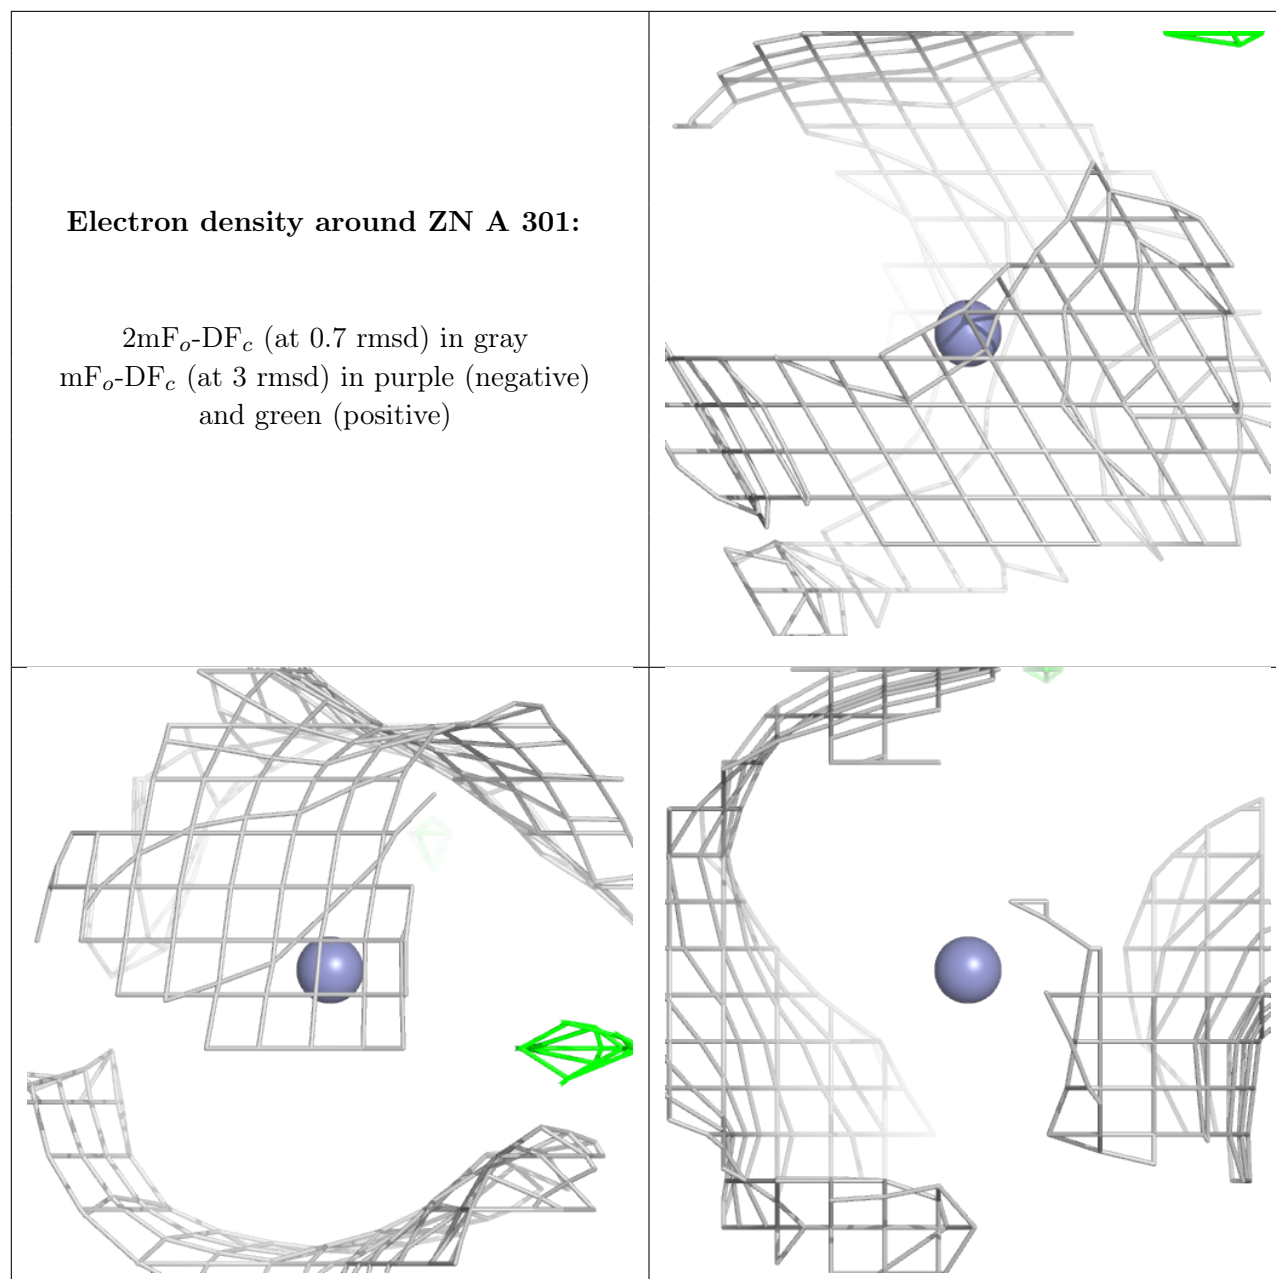 Electron density around ZN A 301:
2mFo-DFc (at 0.7 rmsd) in gray
mFo-DFc (at 3 rmsd) in purple (negative)
and green (positive)